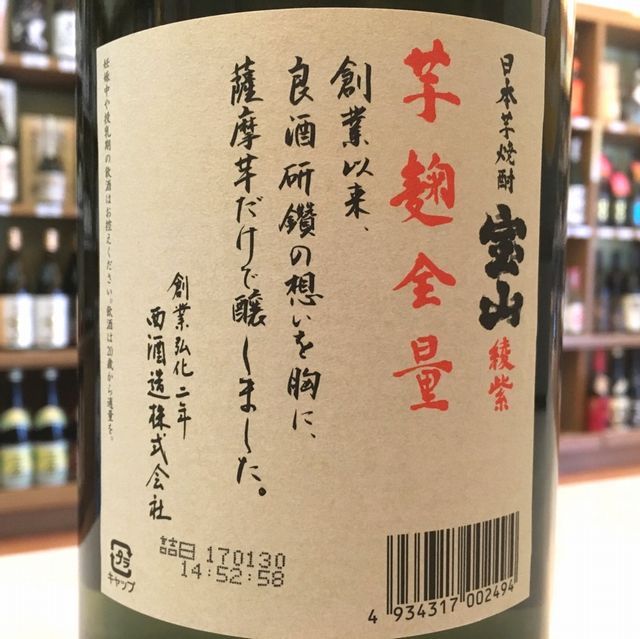 日本芋焼酎
宝山
綾紫
芋麹全量
創業以来、
良酒研鑽の想いを胸に、
薩摩芋だけで醸しました。
創業弘化二年
西酒造株式会社
妊娠中や授乳期の飲酒はお控えください。飲酒は20歳から適量を。
プラ
キャップ
詰日 170130
14:52:58
4 934317 002494